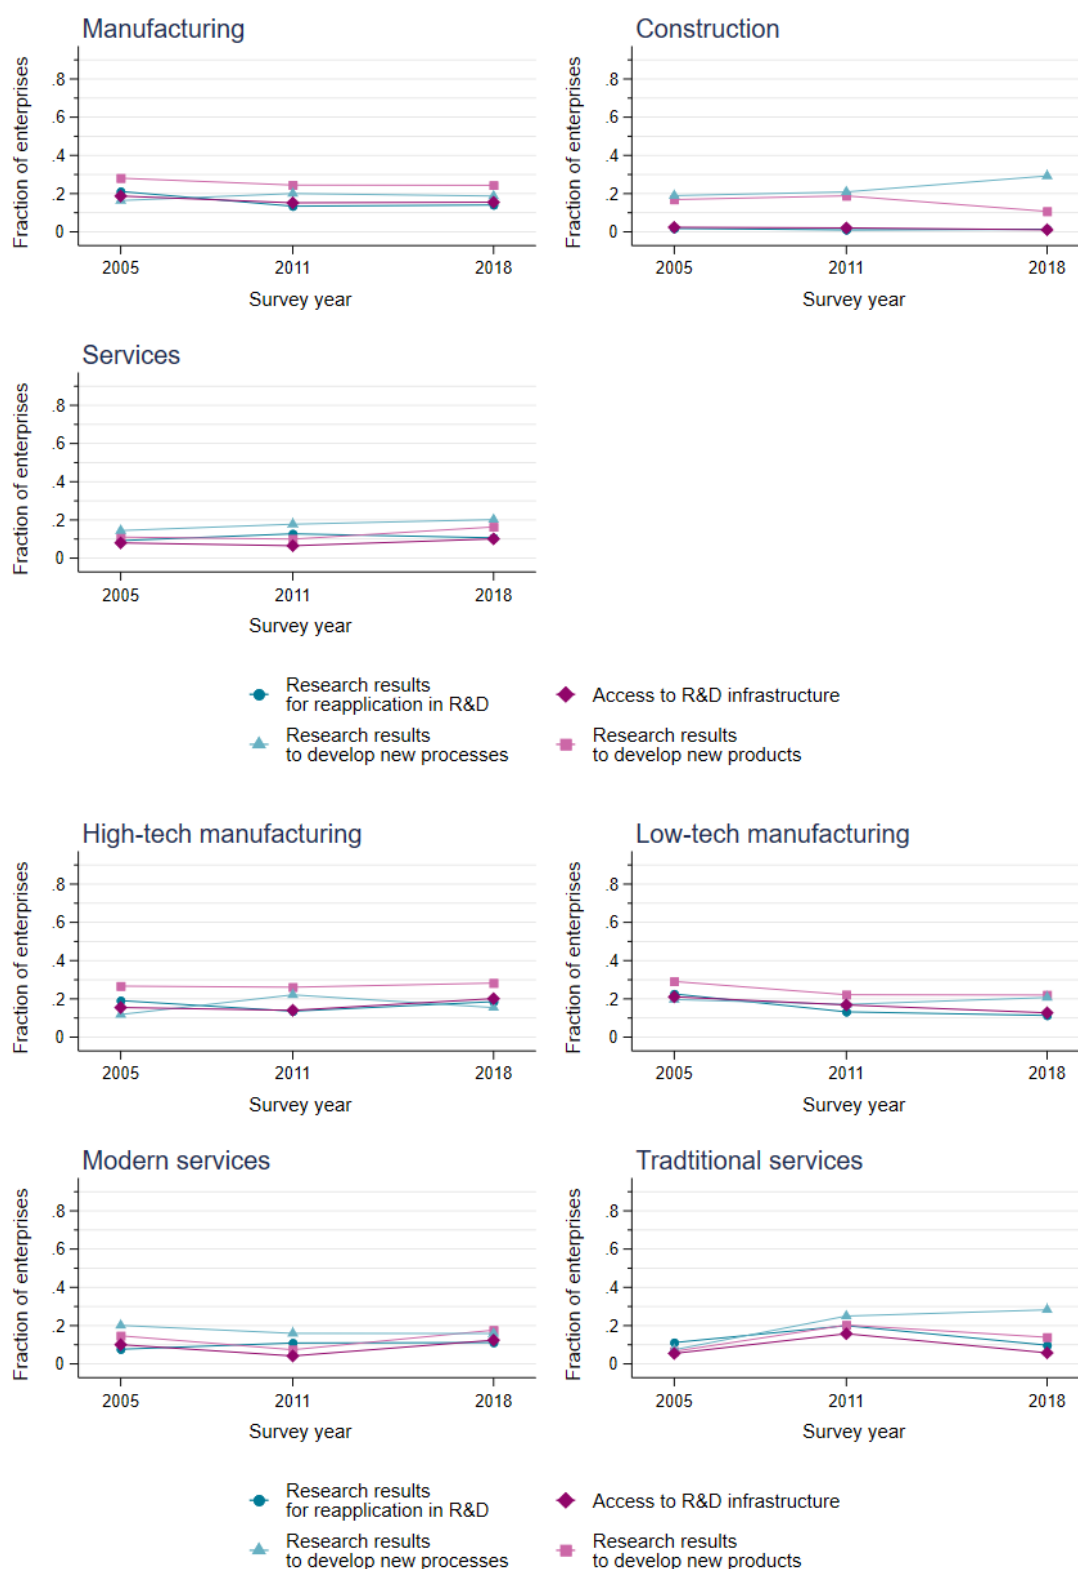 Manufacturing
Fraction of enterprises
.8
.6
.4
.2
0
2005 2011 2018
Survey year
Construction
Fraction of enterprises
.8
.6
.4
.2
0
2005 2011 2018
Survey year
Services
Fraction of enterprises
.8
.6
.4
.2
0
2005 2011 2018
Survey year
Research results
for reapplication in R&D
Access to R&D infrastructure
Research results
to develop new processes
Research results
to develop new products
High-tech manufacturing
Fraction of enterprises
.8
.6
.4
.2
0
2005 2011 2018
Survey year
Low-tech manufacturing
Fraction of enterprises
.8
.6
.4
.2
0
2005 2011 2018
Survey year
Modern services
Fraction of enterprises
.8
.6
.4
.2
0
2005 2011 2018
Survey year
Tradtitional services
Fraction of enterprises
.8
.6
.4
.2
0
2005 2011 2018
Survey year
Research results
for reapplication in R&D
Access to R&D infrastructure
Research results
to develop new processes
Research results
to develop new products